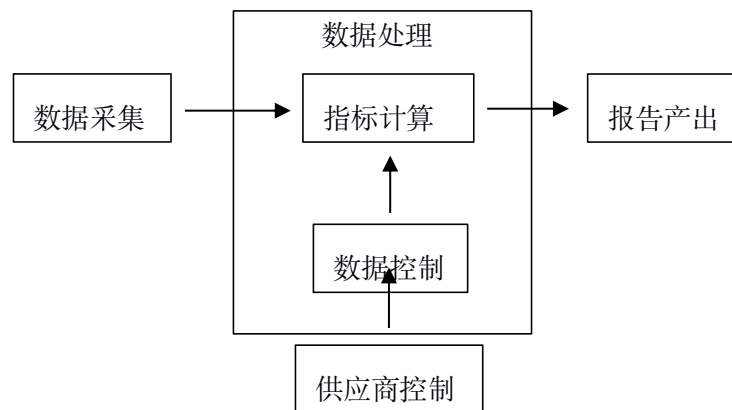 数据处理
数据采集
指标计算
报告产出
数据控制
供应商控制